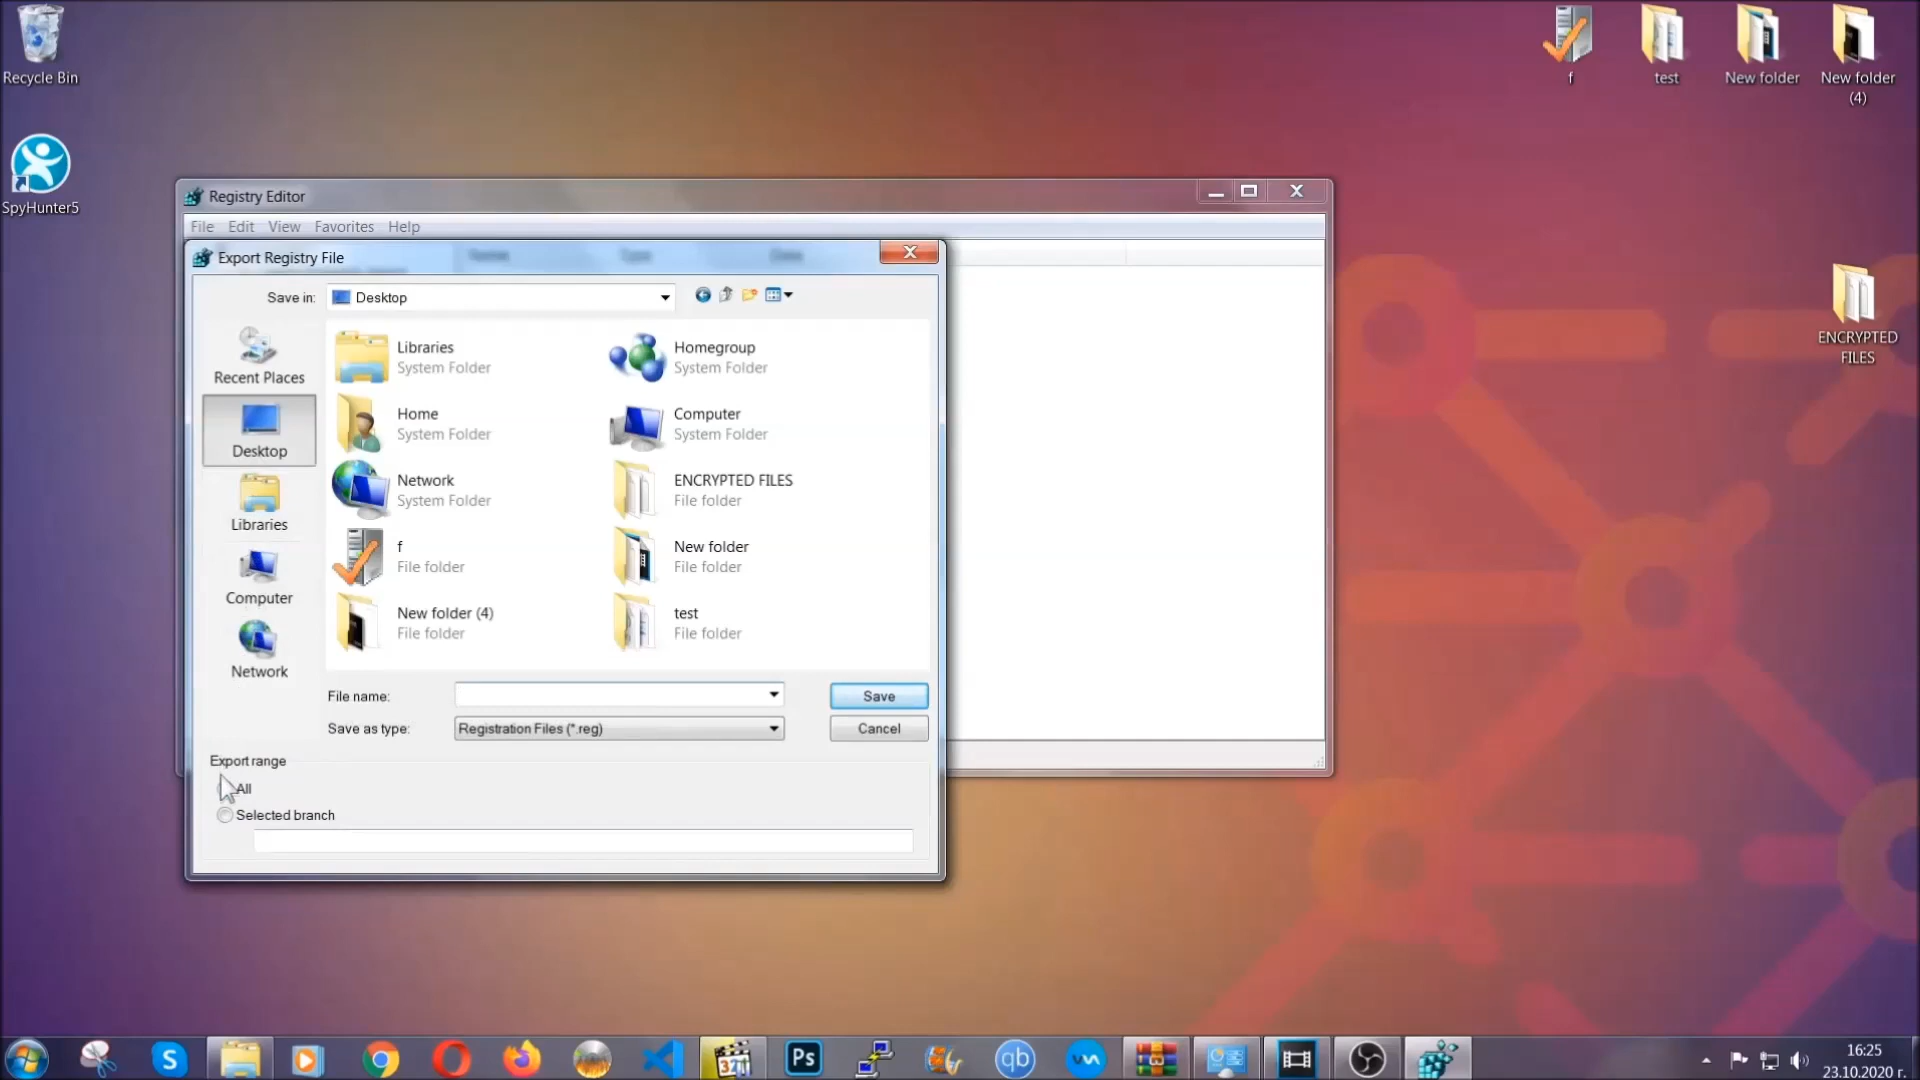 Recycle Bin
SpyHunter5
f
test
New folder
New folder
(4)
ENCRYPTED
FILES
Registry Editor
File Edit View Favorites Help
Export Registry File
Save in:
Desktop
Recent Places
Desktop
Libraries
Computer
Network
Libraries
System Folder
Homegroup
System Folder
Home
System Folder
Computer
System Folder
Network
System Folder
ENCRYPTED FILES
File folder
f
File folder
New folder
File folder
New folder (4)
File folder
test
File folder
File name:
Save
Save as type:
Registration Files (*.reg)
Cancel
Export range
All
Selected branch
S
321
Ps
qb
16:25
23.10.2020 г.